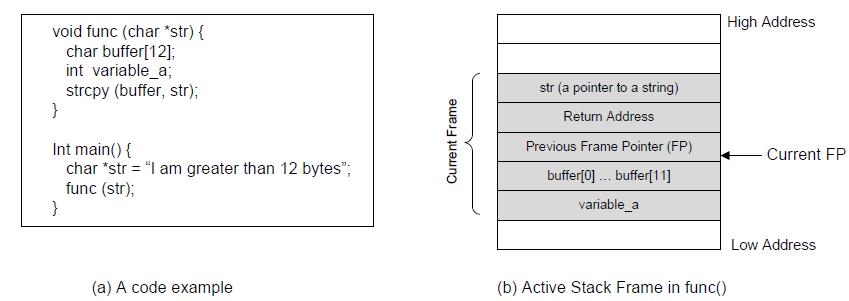 void func (char *str) {
char buffer[12];
int variable_a;
strcpy (buffer, str);
}
Int main() {
char *str = “I am greater than 12 bytes”;
func (str);
}
(a) A code example
High Address
str (a pointer to a string)
Return Address
Previous Frame Pointer (FP)
buffer[0] ... buffer[11]
variable_a
Current Frame
Current FP
Low Address
(b) Active Stack Frame in func()